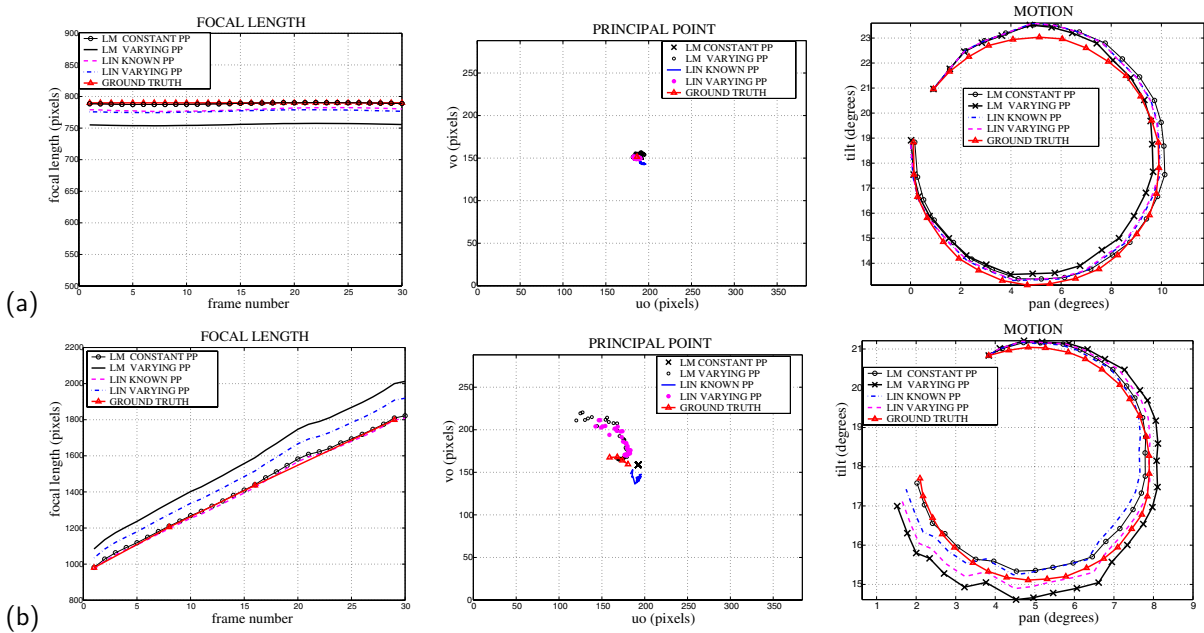 FOCAL LENGTH
900
850
800
750
700
650
600
550
500
0
5
10
15
20
25
30
focal length (pixels)
frame number
LM CONSTANT PP
LM VARYING PP
LIN KNOWN PP
LIN VARYING PP
GROUND TRUTH
PRINCIPAL POINT
250
200
150
100
50
0
0
50
100
150
200
250
300
350
vo (pixels)
uo (pixels)
LM CONSTANT PP
LM VARYING PP
LIN KNOWN PP
LIN VARYING PP
GROUND TRUTH
MOTION
23
22
21
20
19
18
17
16
15
14
0
2
4
6
8
10
tilt (degrees)
pan (degrees)
LM CONSTANT PP
LM VARYING PP
LIN KNOWN PP
LIN VARYING PP
GROUND TRUTH
(a)
FOCAL LENGTH
2200
2000
1800
1600
1400
1200
1000
800
0
5
10
15
20
25
30
focal length (pixels)
frame number
LM CONSTANT PP
LM VARYING PP
LIN KNOWN PP
LIN VARYING PP
GROUND TRUTH
PRINCIPAL POINT
250
200
150
100
50
0
0
50
100
150
200
250
300
350
vo (pixels)
uo (pixels)
LM CONSTANT PP
LM VARYING PP
LIN KNOWN PP
LIN VARYING PP
GROUND TRUTH
MOTION
21
20
19
18
17
16
15
1
2
3
4
5
6
7
8
9
tilt (degrees)
pan (degrees)
LM CONSTANT PP
LM VARYING PP
LIN KNOWN PP
LIN VARYING PP
GROUND TRUTH
(b)